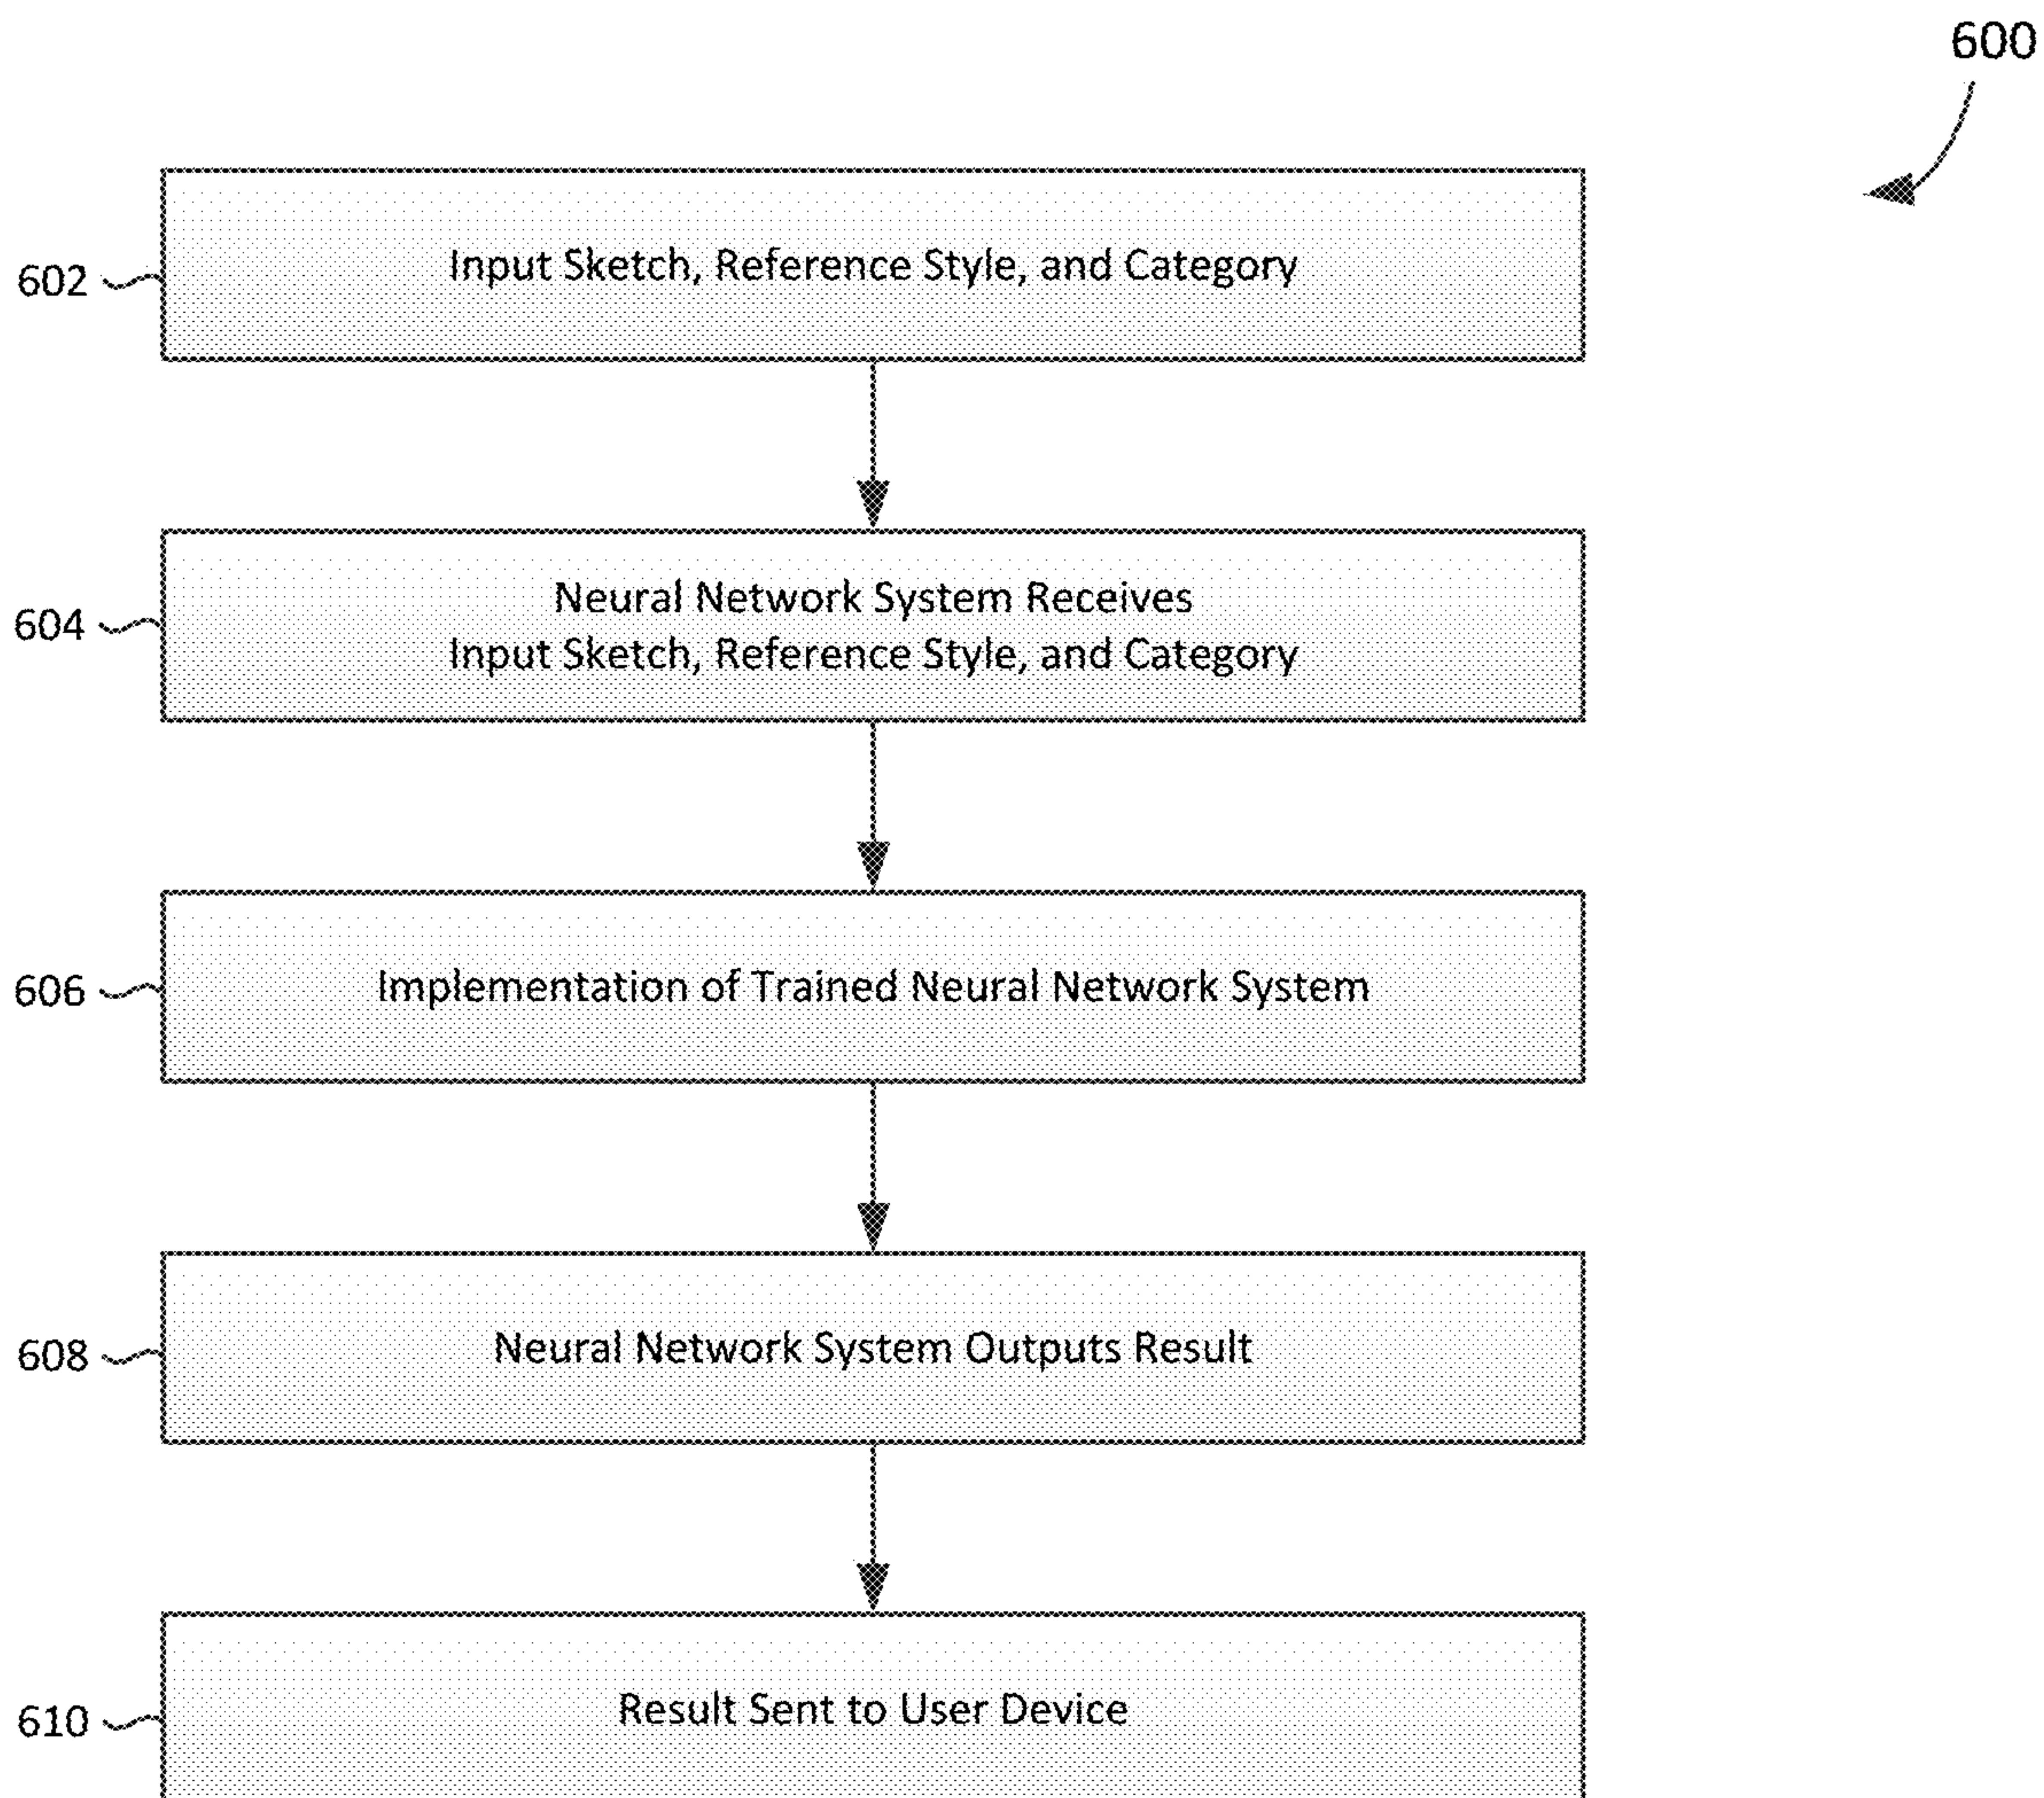 600
602
Input Sketch, Reference Style, and Category
604
Neural Network System Receives
Input Sketch, Reference Style, and Category
606
Implementation of Trained Neural Network System
608
Neural Network System Outputs Result
610
Result Sent to User Device